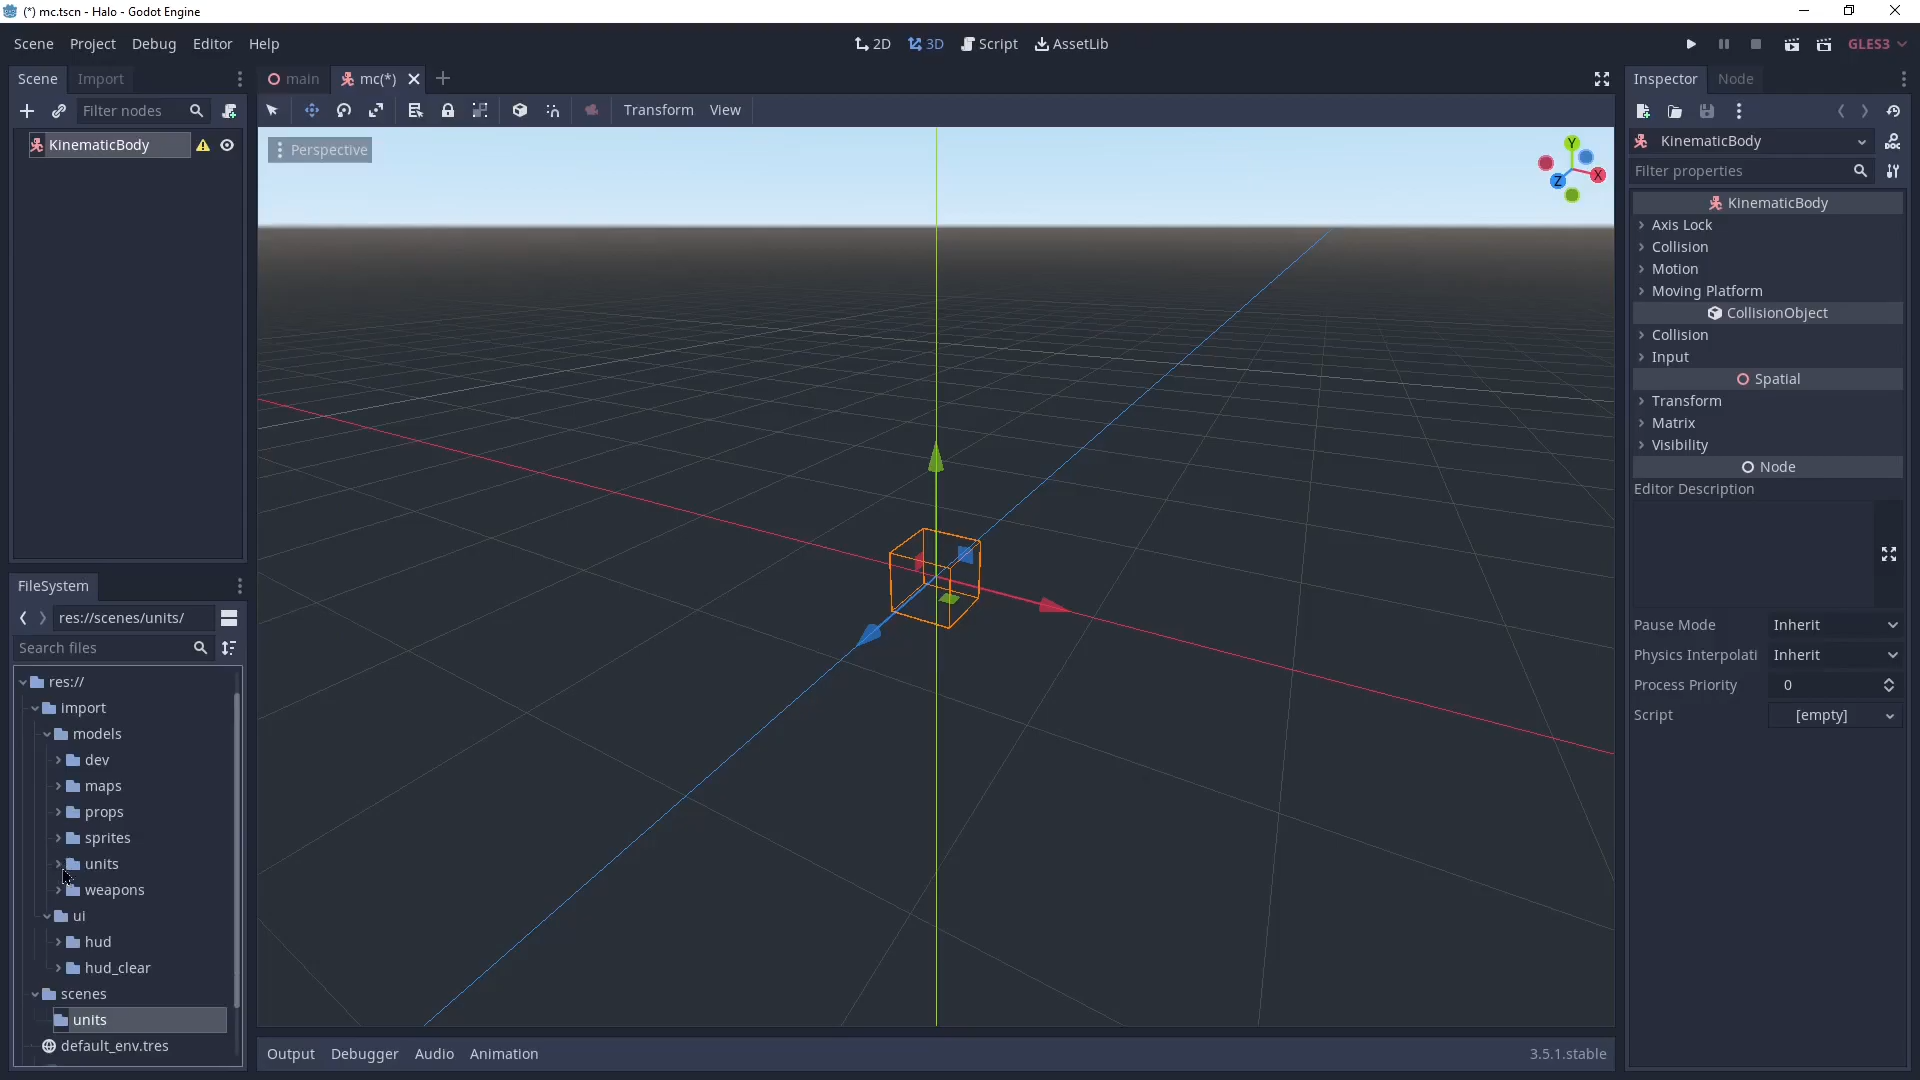 (*) mc.tscn - Halo - Godot Engine
Scene Project Debug Editor Help
2D 3D Script AssetLib
GLES3
Scene Import
main mc(*)
Inspector Node
Filter nodes
Transform View
KinematicBody
Perspective
Y
X
Z
KinematicBody
Filter properties
KinematicBody
Axis Lock
Collision
Motion
Moving Platform
CollisionObject
Collision
Input
Spatial
Transform
Matrix
Visibility
Node
Editor Description
Pause Mode Inherit
Physics Interpolati Inherit
Process Priority 0
Script [empty]
FileSystem
res://scenes/units/
Search files
res://
import
models
dev
maps
props
sprites
units
weapons
ui
hud
hud_clear
scenes
units
default_env.tres
Output Debugger Audio Animation
3.5.1.stable